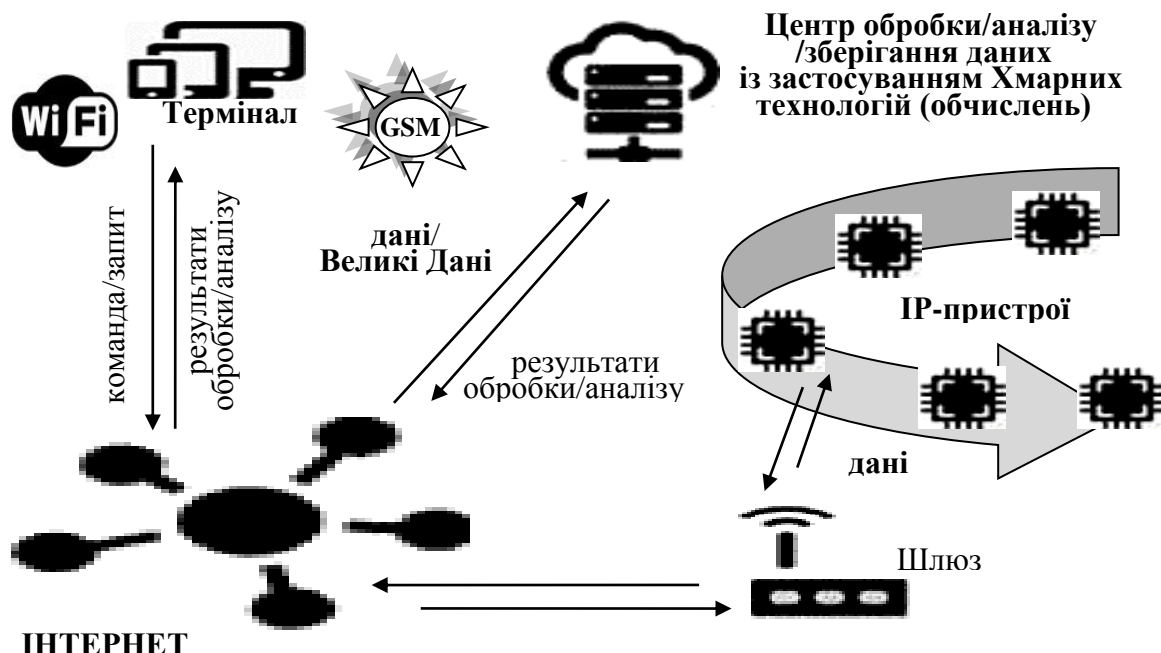 Центр обробки/аналізу
/зберігання даних
із застосуванням Хмарних
технологій (обчислень)
Wi Fi
Термінал
GSM
команда/запит
результати
обробки/аналізу
дані/
Великі Дані
результати
обробки/аналізу
ІР-пристрої
дані
Шлюз
ІНТЕРНЕТ